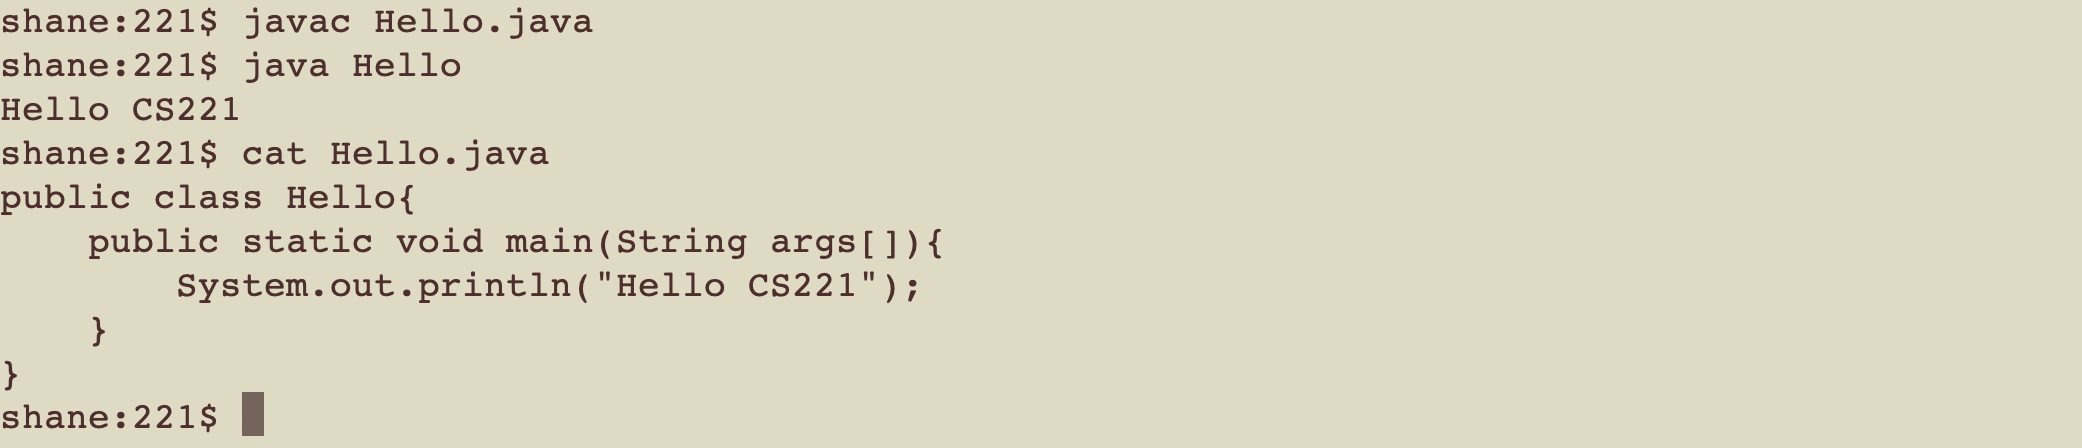 shane:221$ javac Hello.java
shane:221$ java Hello
Hello CS221
shane:221$ cat Hello.java
public class Hello{
    public static void main(String args[]){
        System.out.println("Hello CS221");
    }
}
shane:221$